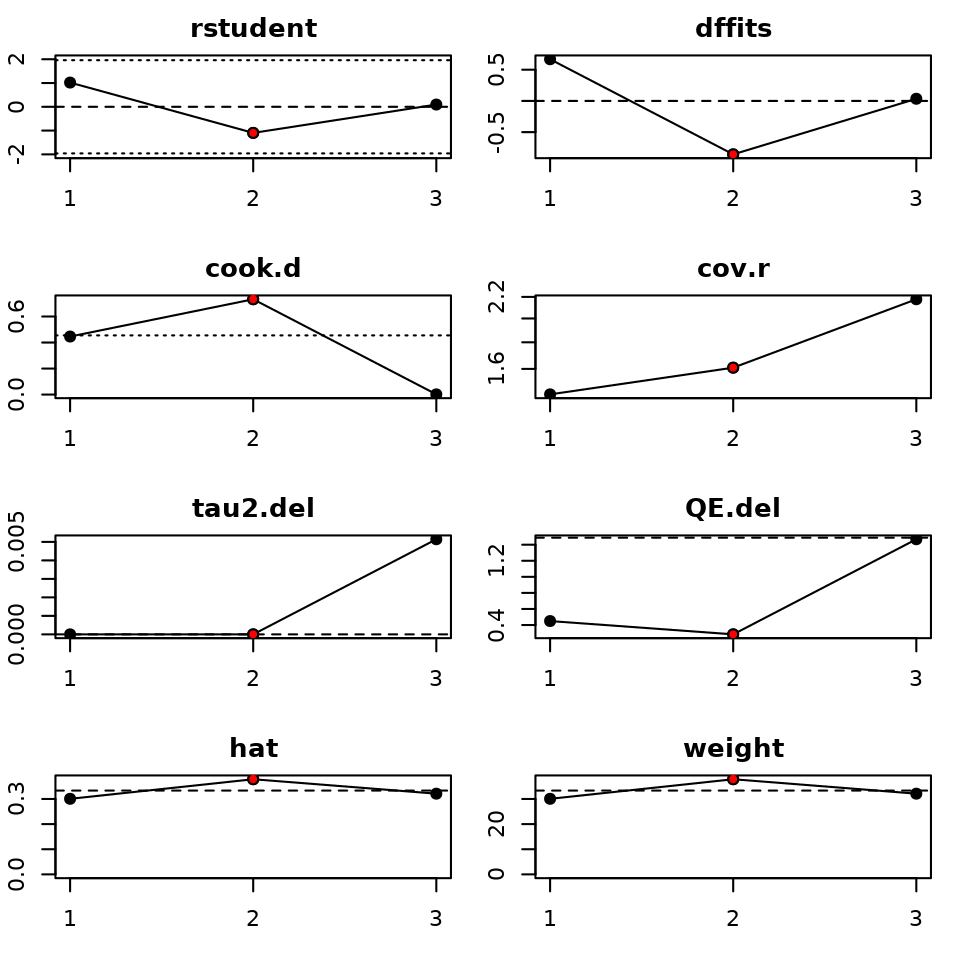 rstudent
2
0
-2
1 2 3
dffits
0.5
-0.5
1 2 3
cook.d
0.6
0.0
1 2 3
cov.r
2.2
1.6
1 2 3
tau2.del
0.005
0.000
1 2 3
QE.del
1.2
0.4
1 2 3
hat
0.3
0.0
1 2 3
weight
20
0
1 2 3